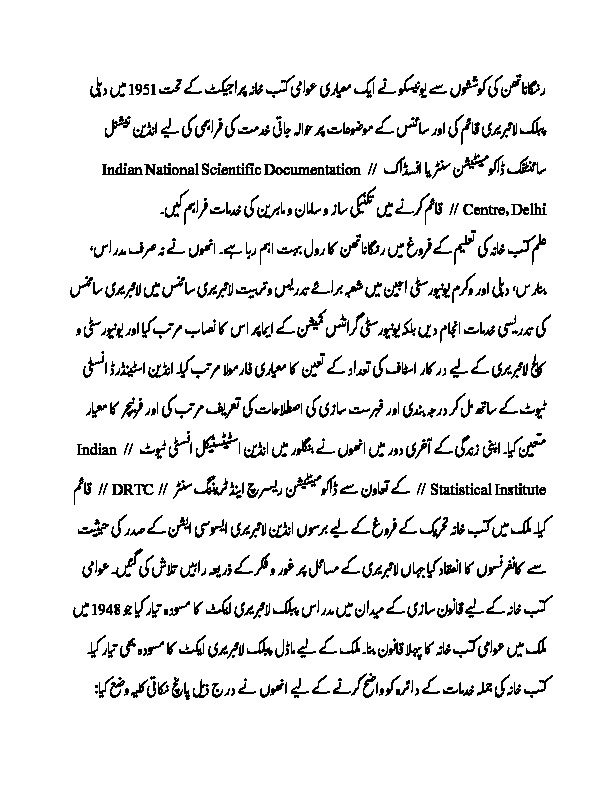 رنگاناتھن کی کوششوں سے یونیسکو نے ایک معیاری عوامی کتب خانہ پراجیکٹ کے تحت 1951 میں دہلی
پبلک لائبریری قائم کی اور سائنس کے موضوعات پر حوالہ جاتی خدمت کی فراہمی کی لیے انڈین نیشنل
سائنٹفک ڈاکومینٹیشن سنٹر یا انسڈاک // Indian National Scientific Documentation
Centre, Delhi // قائم کرنے میں تکنیکی ساز و سامان و ماہرین کی خدمات فراہم کیں۔
علم کتب خانہ کی تعلیم کے فروغ میں رنگاناتھن کا رول بہت اہم رہا ہے۔ انھوں نے نہ صرف مدراس،
بنارس، دہلی اور وکرم یونیورسٹی اجین میں شعبہ برائے تدریس و تربیت لائبریری سائنس میں لائبریری سائنس
کی تدریسی خدمات انجام دیں بلکہ یونیورسٹی گرانٹس کمیشن کے ایماپر اس کا نصاب مرتب کیا اور یونیورسٹی و
کالج لائبریری کے لیے درکار اسٹاف کی تعداد کے تعین کا معیاری فارمولا مرتب کیا۔ انڈین اسٹینڈرڈ انسٹی
ٹیوٹ کے ساتھ مل کر درجہ بندی اور فہرست سازی کی اصطلاحات کی تعریف مرتب کی اور فرنیچر کا معیار
متعین کیا۔ اپنی زندگی کے آخری دور میں انھوں نے بنگلور میں انڈین اسٹیٹسٹیکل انسٹی ٹیوٹ // Indian
Statistical Institute // کے تعاون سے ڈاکومینٹیشن ریسرچ اینڈ ٹریننگ سنٹر // DRTC // قائم
کیا۔ ملک میں کتب خانہ تحریک کے فروغ کے لیے برسوں انڈین لائبریری ایسوسی ایشن کے صدر کی حیثیت
سے کانفرنسوں کا انعقاد کیا جہاں لائبریری کے مسائل پر غور و فکر کے ذریعہ راہیں تلاش کی گئیں۔ عوامی
کتب خانہ کے لیے قانون سازی کے میدان میں مدراس پبلک لائبریری ایکٹ کا مسودہ تیار کیا جو 1948 میں
ملک میں عوامی کتب خانہ کا پہلا قانون بنا۔ ملک کے لیے ماڈل پبلک لائبریری ایکٹ کا مسودہ بھی تیار کیا۔
کتب خانہ کی جملہ خدمات کے دائرہ کو واضح کرنے کے لیے انھوں نے درج ذیل پانچ نکاتی کلیہ وضع کیا: